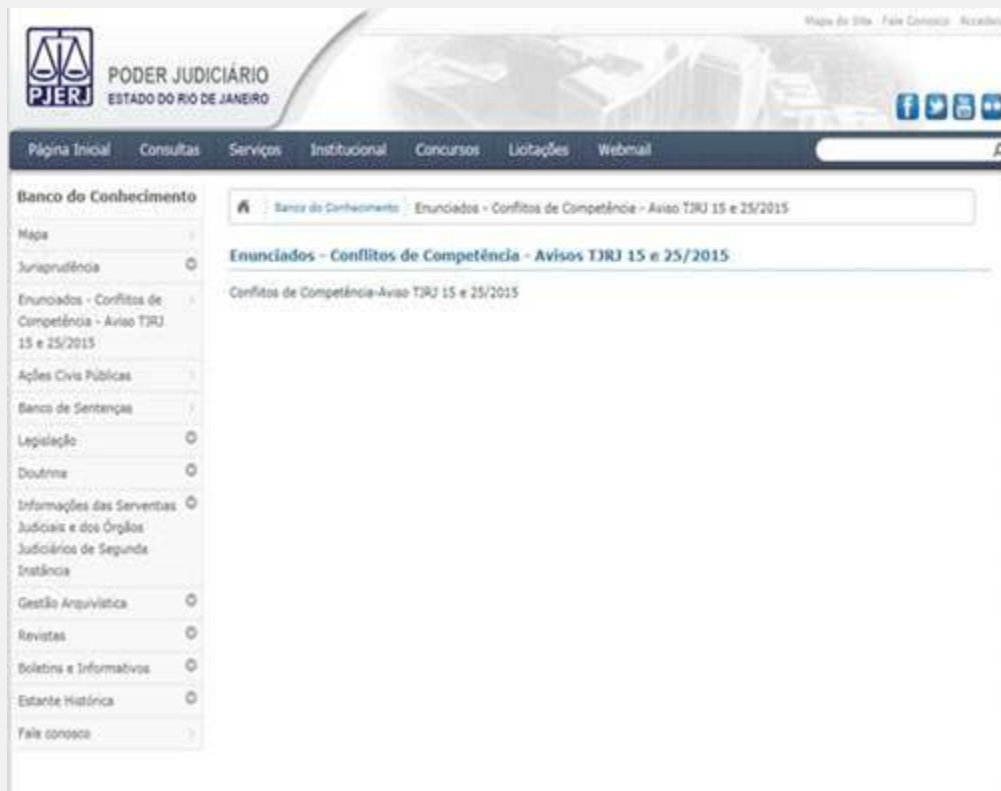 Mapa do Site Fale Conosco
PJERJ
PODER JUDICIÁRIO
ESTADO DO RIO DE JANEIRO
Página Inicial Consultas Serviços Institucional Concursos Licitações Webmail
Banco do Conhecimento
Mapa
Jurisprudência
Enunciados - Conflitos de
Competência - Aviso TJRJ
15 e 25/2015
Ações Civis Públicas
Banco de Sentenças
Legislação
Doutrina
Informações das Serventias
Judiciais e dos Órgãos
Judiciários de Segunda
Instância
Gestão Arquivística
Revistas
Boletins e Informativos
Estante Histórica
Fale conosco
Banco do Conhecimento Enunciados - Conflitos de Competência - Aviso TJRJ 15 e 25/2015
Enunciados - Conflitos de Competência - Avisos TJRJ 15 e 25/2015
Conflitos de Competência-Aviso TJRJ 15 e 25/2015